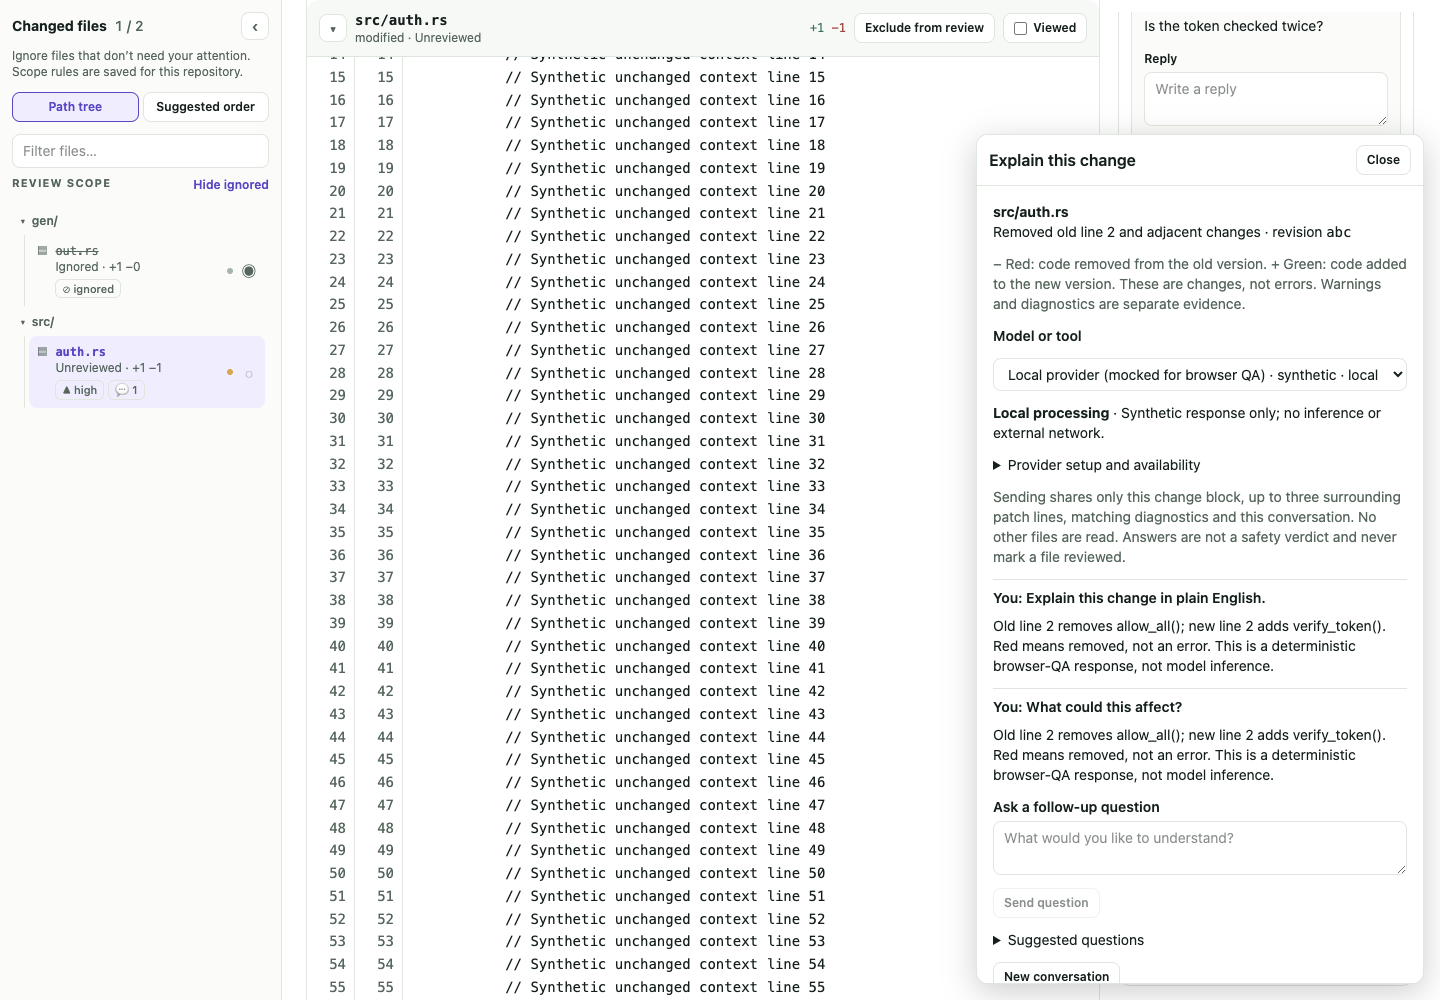 Changed files 1 / 2
‹
Ignore files that don’t need your attention.
Scope rules are saved for this repository.
Path tree
Suggested order
Filter files...
REVIEW SCOPE
Hide ignored
▾ gen/
out.rs
Ignored · +1 −0
⊘ ignored
▾ src/
auth.rs
Unreviewed · +1 −1
▲ high
💬 1
▾
src/auth.rs
modified · Unreviewed
+1 −1
Exclude from review
Viewed
15 15 // Synthetic unchanged context line 15
16 16 // Synthetic unchanged context line 16
17 17 // Synthetic unchanged context line 17
18 18 // Synthetic unchanged context line 18
19 19 // Synthetic unchanged context line 19
20 20 // Synthetic unchanged context line 20
21 21 // Synthetic unchanged context line 21
22 22 // Synthetic unchanged context line 22
23 23 // Synthetic unchanged context line 23
24 24 // Synthetic unchanged context line 24
25 25 // Synthetic unchanged context line 25
26 26 // Synthetic unchanged context line 26
27 27 // Synthetic unchanged context line 27
28 28 // Synthetic unchanged context line 28
29 29 // Synthetic unchanged context line 29
30 30 // Synthetic unchanged context line 30
31 31 // Synthetic unchanged context line 31
32 32 // Synthetic unchanged context line 32
33 33 // Synthetic unchanged context line 33
34 34 // Synthetic unchanged context line 34
35 35 // Synthetic unchanged context line 35
36 36 // Synthetic unchanged context line 36
37 37 // Synthetic unchanged context line 37
38 38 // Synthetic unchanged context line 38
39 39 // Synthetic unchanged context line 39
40 40 // Synthetic unchanged context line 40
41 41 // Synthetic unchanged context line 41
42 42 // Synthetic unchanged context line 42
43 43 // Synthetic unchanged context line 43
44 44 // Synthetic unchanged context line 44
45 45 // Synthetic unchanged context line 45
46 46 // Synthetic unchanged context line 46
47 47 // Synthetic unchanged context line 47
48 48 // Synthetic unchanged context line 48
49 49 // Synthetic unchanged context line 49
50 50 // Synthetic unchanged context line 50
51 51 // Synthetic unchanged context line 51
52 52 // Synthetic unchanged context line 52
53 53 // Synthetic unchanged context line 53
54 54 // Synthetic unchanged context line 54
55 55 // Synthetic unchanged context line 55
Is the token checked twice?
Reply
Write a reply
Explain this change
Close
src/auth.rs
Removed old line 2 and adjacent changes · revision abc
− Red: code removed from the old version. + Green: code added
to the new version. These are changes, not errors. Warnings
and diagnostics are separate evidence.
Model or tool
Local provider (mocked for browser QA) · synthetic · local
Local processing · Synthetic response only; no inference or
external network.
▶ Provider setup and availability
Sending shares only this change block, up to three surrounding
patch lines, matching diagnostics and this conversation. No
other files are read. Answers are not a safety verdict and never
mark a file reviewed.
You: Explain this change in plain English.
Old line 2 removes allow_all(); new line 2 adds verify_token().
Red means removed, not an error. This is a deterministic
browser-QA response, not model inference.
You: What could this affect?
Old line 2 removes allow_all(); new line 2 adds verify_token().
Red means removed, not an error. This is a deterministic
browser-QA response, not model inference.
Ask a follow-up question
What would you like to understand?
Send question
▶ Suggested questions
New conversation